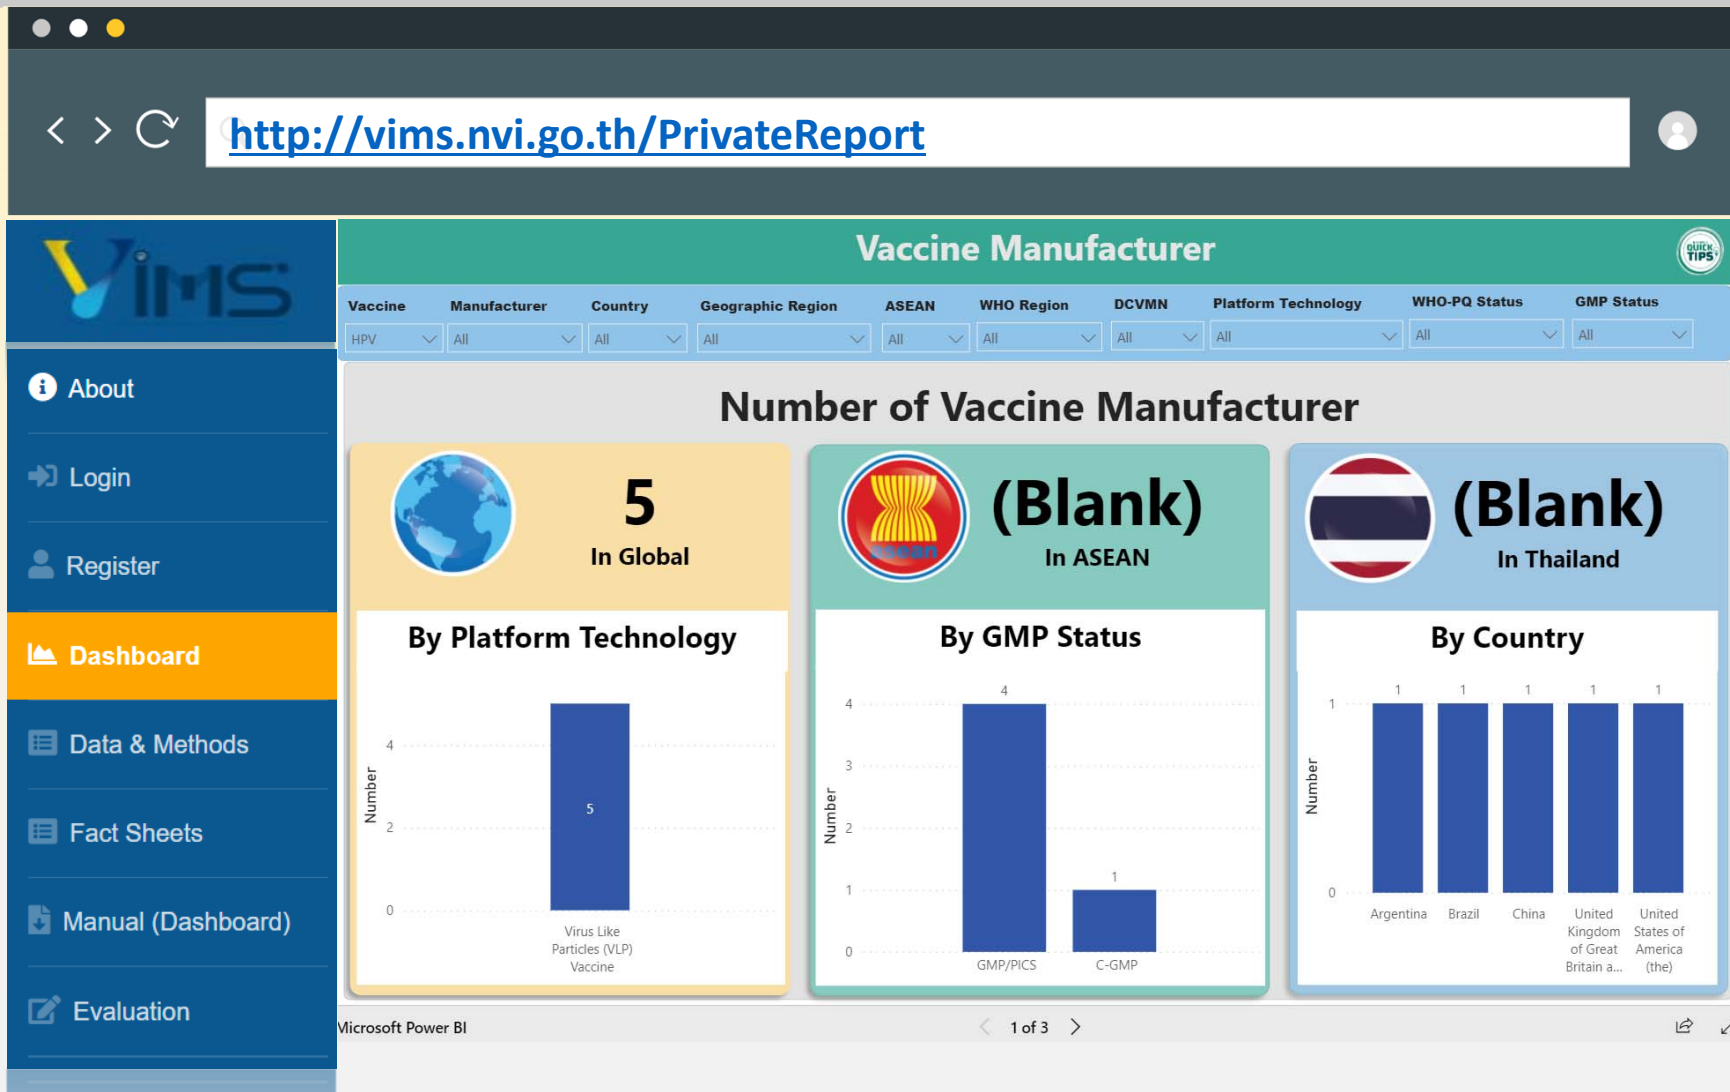 http://vims.nvi.go.th/PrivateReport
ViMS
Vaccine Manufacturer
QUICK
TIPS
Vaccine Manufacturer Country Geographic Region ASEAN WHO Region DCVMN Platform Technology WHO-PQ Status GMP Status
HPV All All All All All All All All All
About
Login
Register
Dashboard
Data & Methods
Fact Sheets
Manual (Dashboard)
Evaluation
Number of Vaccine Manufacturer
5
In Global
asean
(Blank)
In ASEAN
(Blank)
In Thailand
By Platform Technology
Number
4
2
0
5
Virus Like
Particles (VLP)
Vaccine
By GMP Status
Number
4
3
2
1
0
4
1
GMP/PICS
C-GMP
By Country
Number
1
0
1 1 1 1 1
Argentina
Brazil
China
United
Kingdom
of Great
Britain a...
United
States of
America
(the)
Microsoft Power BI
1 of 3